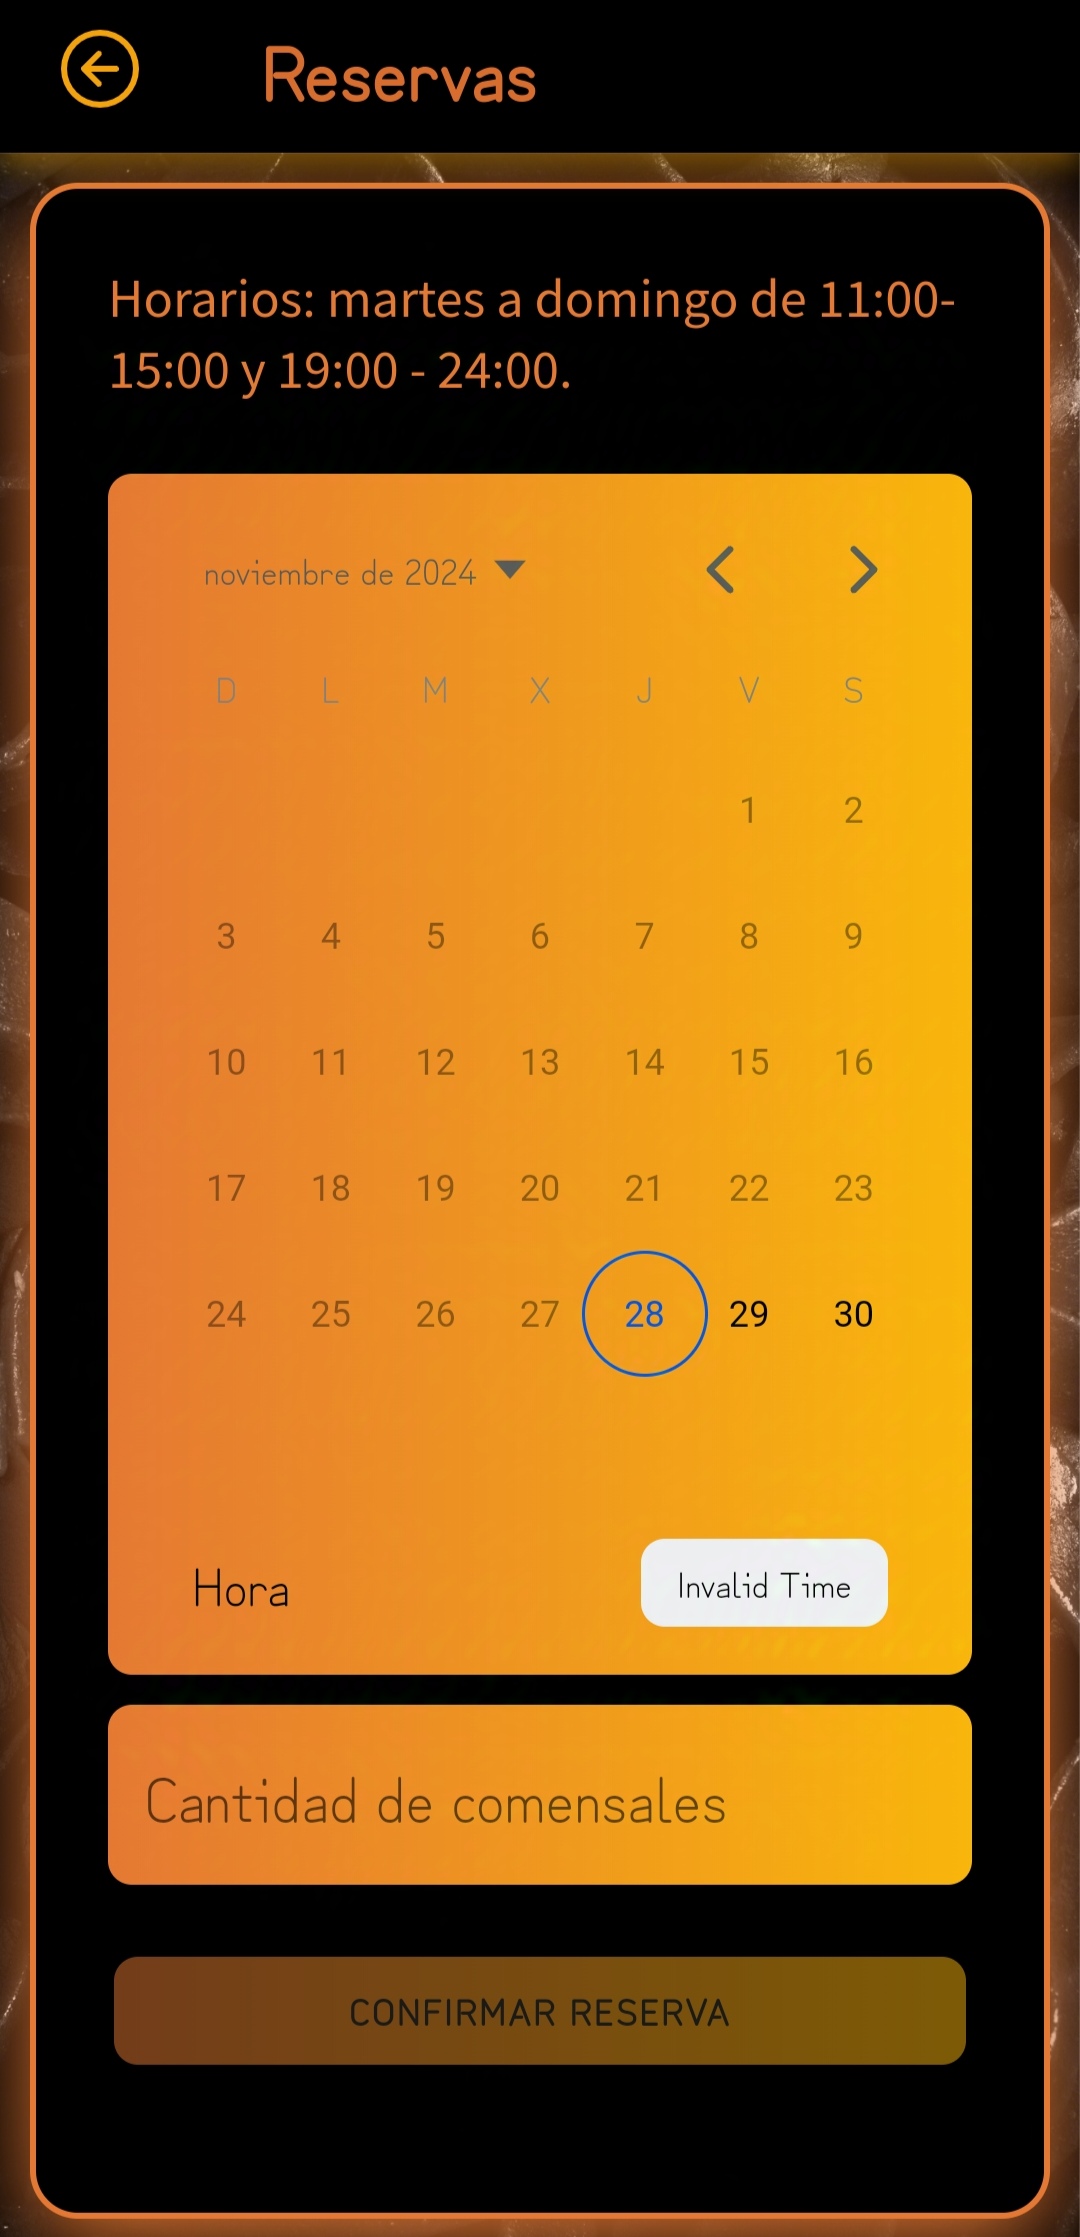 Reservas
Horarios: martes a domingo de 11:00-
15:00 y 19:00 - 24:00.
noviembre de 2024
D L M X J V S
1 2
3 4 5 6 7 8 9
10 11 12 13 14 15 16
17 18 19 20 21 22 23
24 25 26 27 28 29 30
Hora Invalid Time
Cantidad de comensales
CONFIRMAR RESERVA